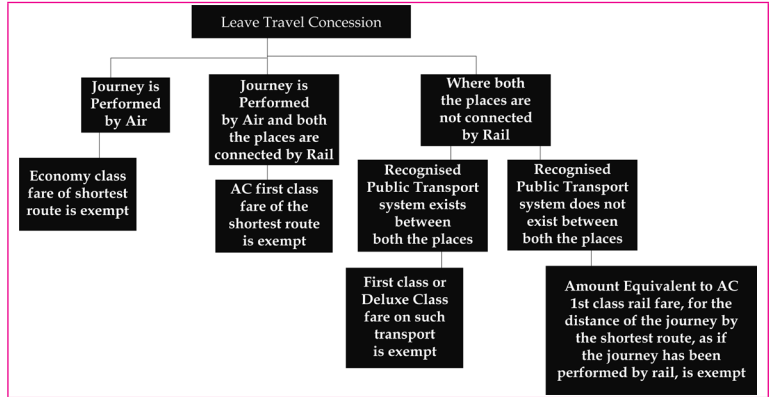 Leave Travel Concession
Journey is
Performed
by Air
Economy class
fare of shortest
route is exempt
Journey is
Performed
by Air and both
the places are
connected by Rail
AC first class
fare of the
shortest route
is exempt
Where both
the places are
not connected
by Rail
Recognised
Public Transport
system exists
between
both the places
First class or
Deluxe Class
fare on such
transport
is exempt
Recognised
Public Transport
system does not
exist between
both the places
Amount Equivalent to AC
1st class rail fare, for the
distance of the journey by
the shortest route, as if
the journey has been
performed by rail, is exempt